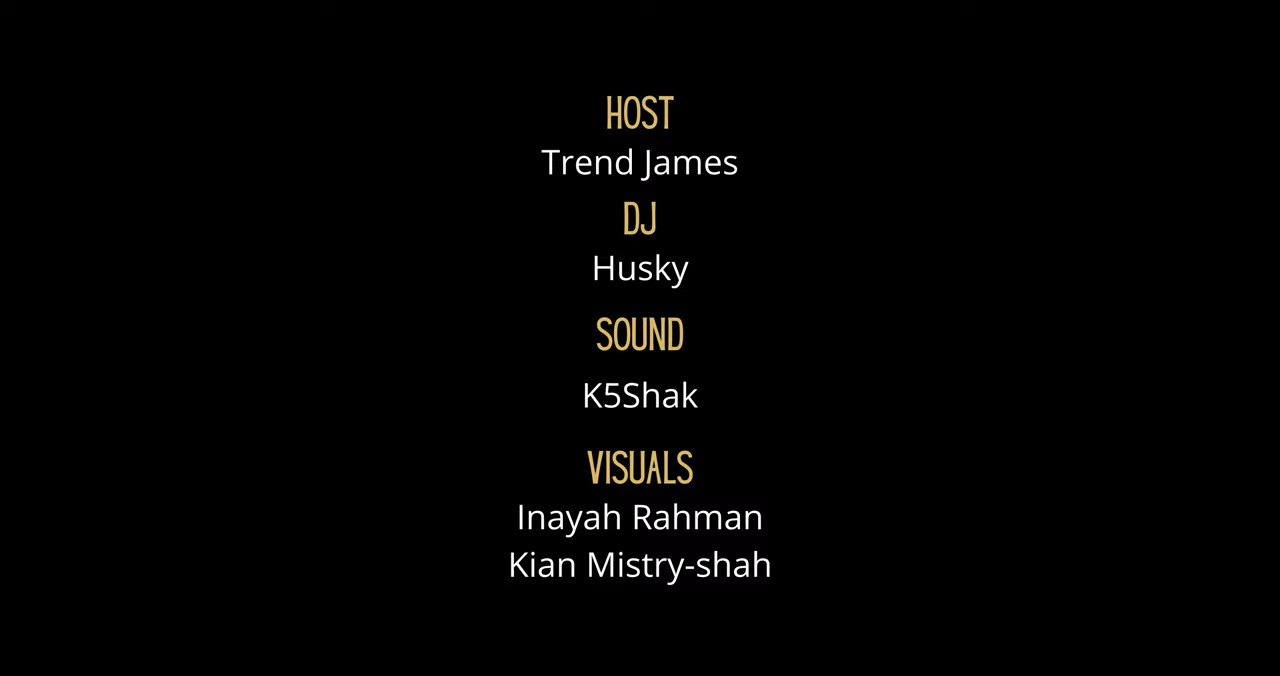 HOST
Trend James
DJ
Husky
SOUND
K5Shak
VISUALS
Inayah Rahman
Kian Mistry-shah